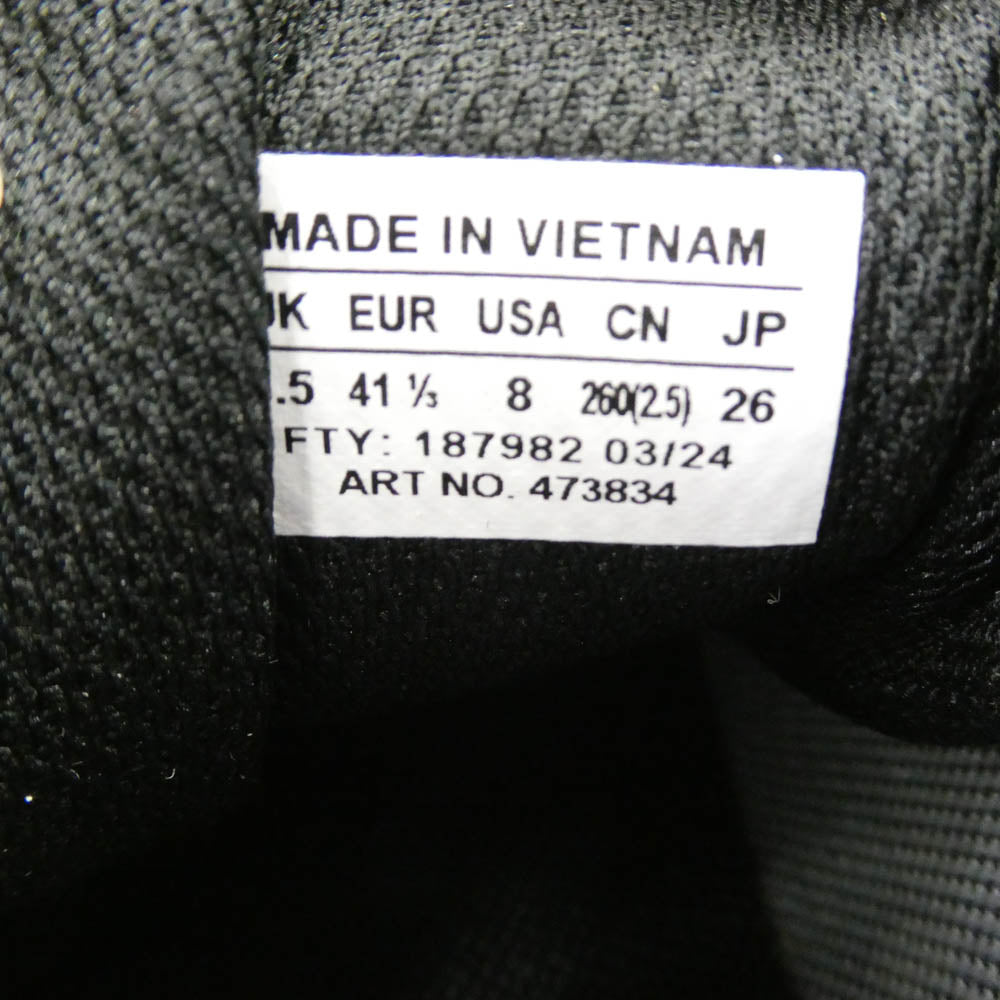 MADE IN VIETNAM
EUR USA CN JP
.5 41 ⅓ 8 260(2.5) 26
FTY: 187982 03/24
ART NO. 473834